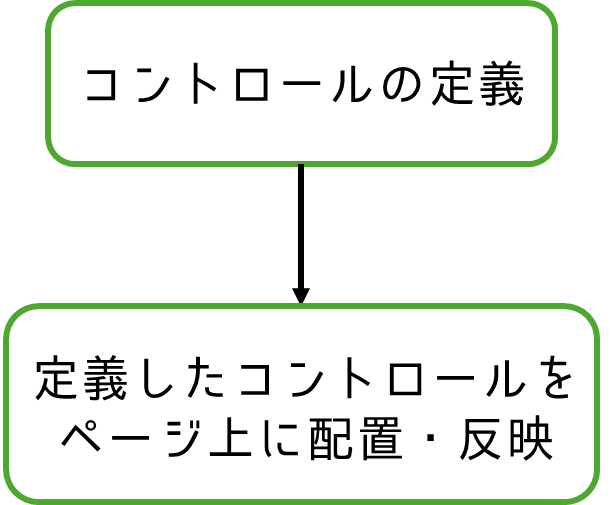 コントロールの定義
定義したコントロールを
ページ上に配置・反映